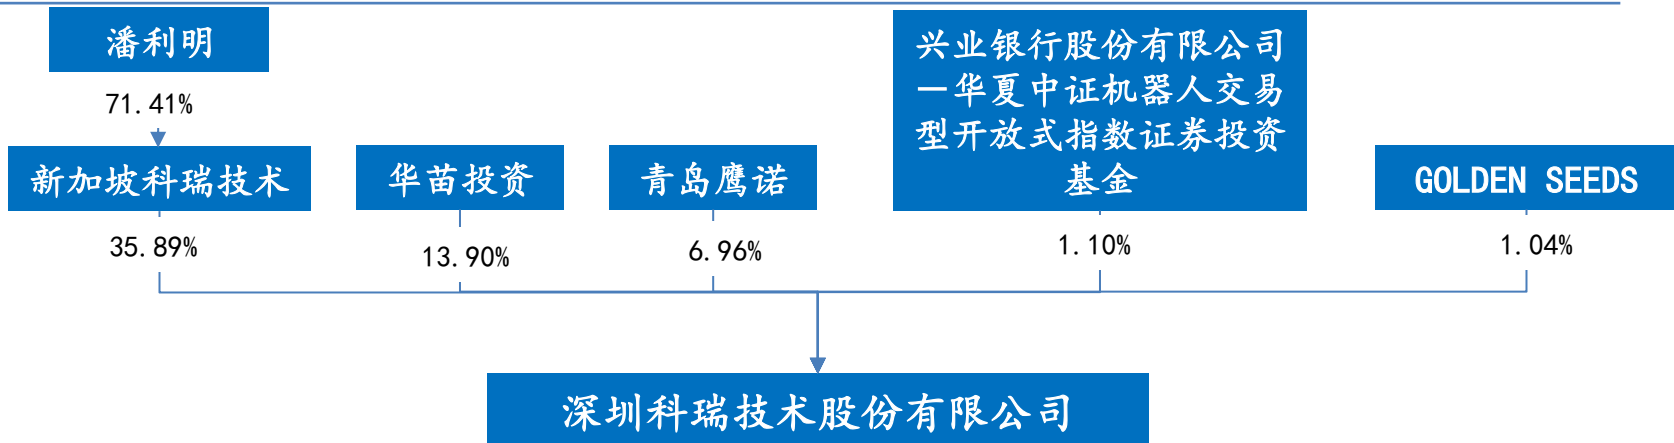 潘利明
71.41%
兴业银行股份有限公司
—华夏中证机器人交易
型开放式指数证券投资
基金
新加坡科瑞技术
华苗投资
青岛鹰诺
GOLDEN SEEDS
35.89%
13.90%
6.96%
1.10%
1.04%
深圳科瑞技术股份有限公司